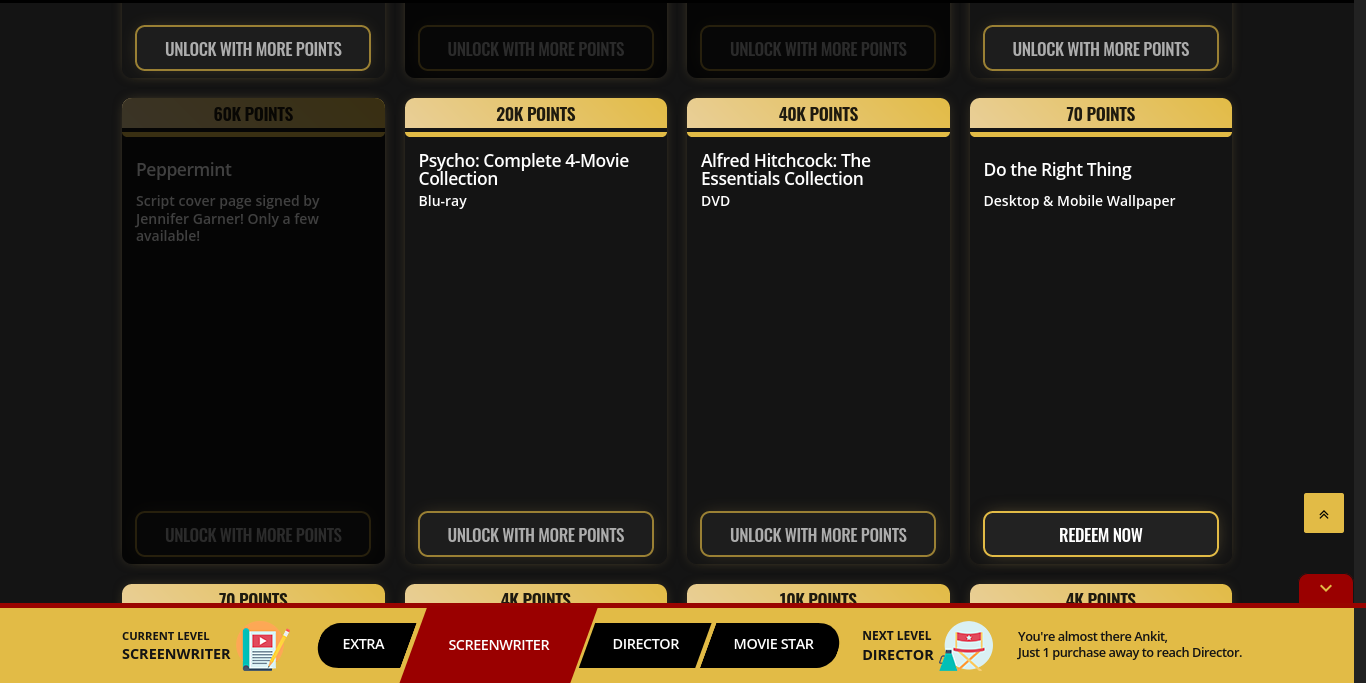 UNLOCK WITH MORE POINTS
UNLOCK WITH MORE POINTS
UNLOCK WITH MORE POINTS
UNLOCK WITH MORE POINTS
60K POINTS
Peppermint
Script cover page signed by
Jennifer Garner! Only a few
available!
UNLOCK WITH MORE POINTS
20K POINTS
Psycho: Complete 4-Movie
Collection
Blu-ray
UNLOCK WITH MORE POINTS
40K POINTS
Alfred Hitchcock: The
Essentials Collection
DVD
UNLOCK WITH MORE POINTS
70 POINTS
Do the Right Thing
Desktop & Mobile Wallpaper
REDEEM NOW
70 POINTS
4K POINTS
10K POINTS
4K POINTS
CURRENT LEVEL
SCREENWRITER
EXTRA
SCREENWRITER
DIRECTOR
MOVIE STAR
NEXT LEVEL
DIRECTOR
You're almost there Ankit,
Just 1 purchase away to reach Director.